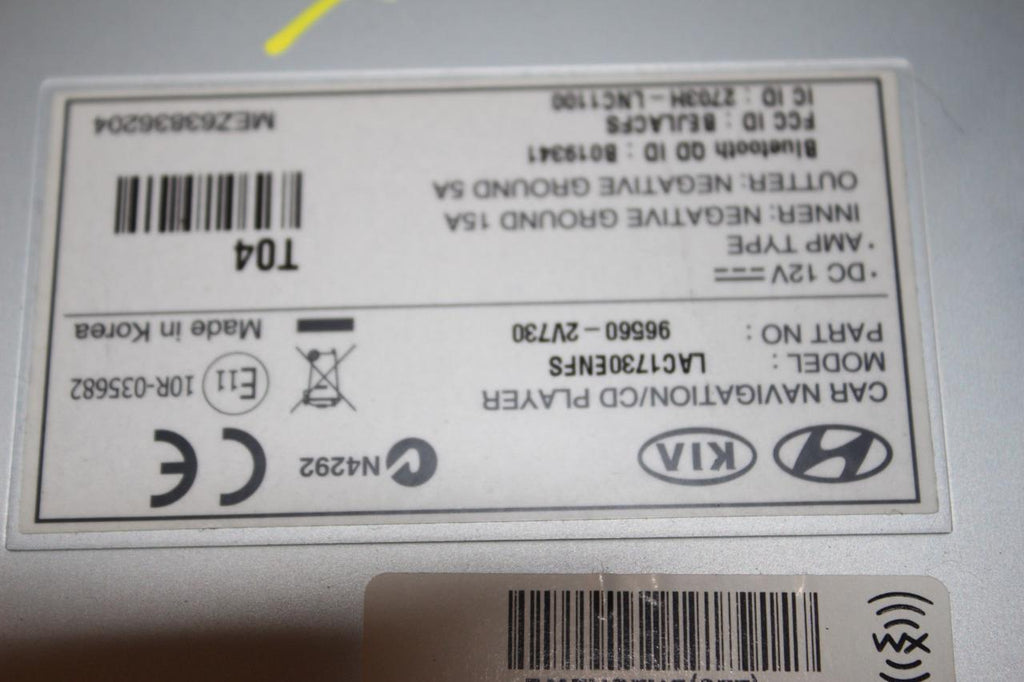 KIA N4292 CE
CAR NAVIGATION/CD PLAYER
MODEL : LAC1730ENFS
E11 10R-035682
PART NO : 96560-2V730
Made in Korea
•DC 12V
•AMP TYPE
T04
INNER: NEGATIVE GROUND 15A
OUTTER: NEGATIVE GROUND 5A
Bluetooth QD ID : B019341
FCC ID : BEJLACFS
IC ID : 2703H-LNC1100
MEZ63836204